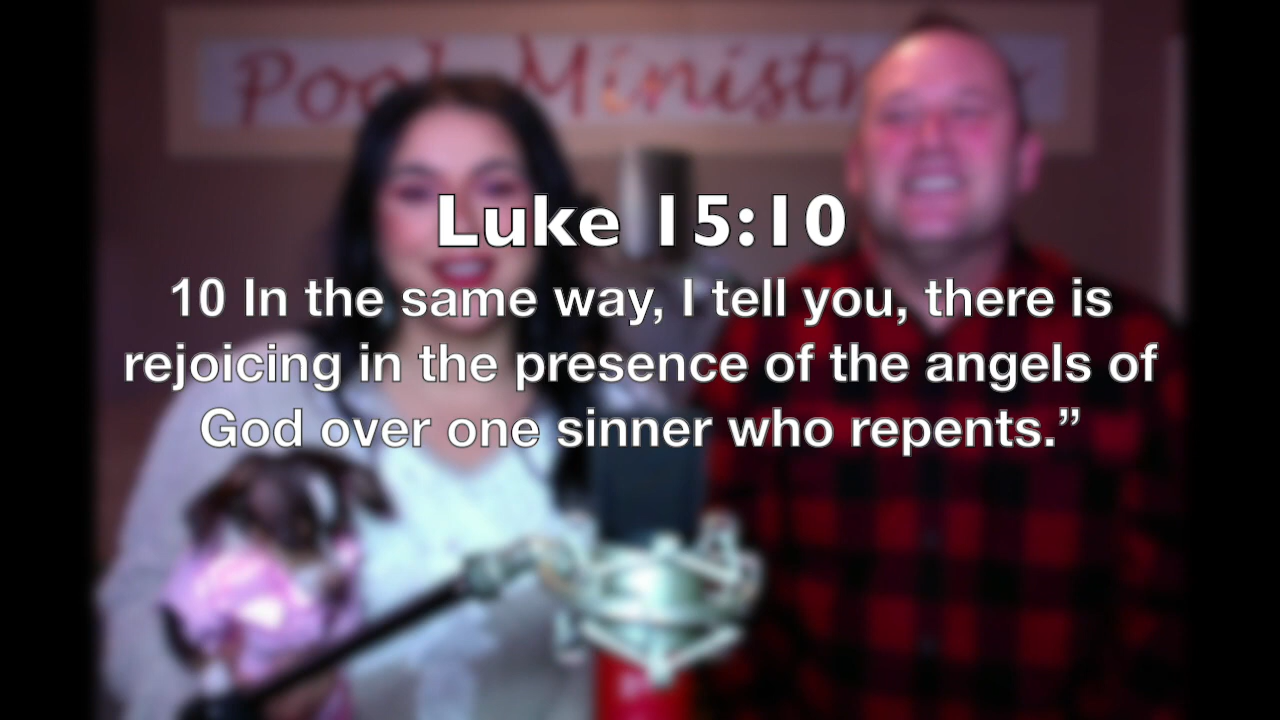 Luke 15:10
10 In the same way, I tell you, there is
rejoicing in the presence of the angels of
God over one sinner who repents.”